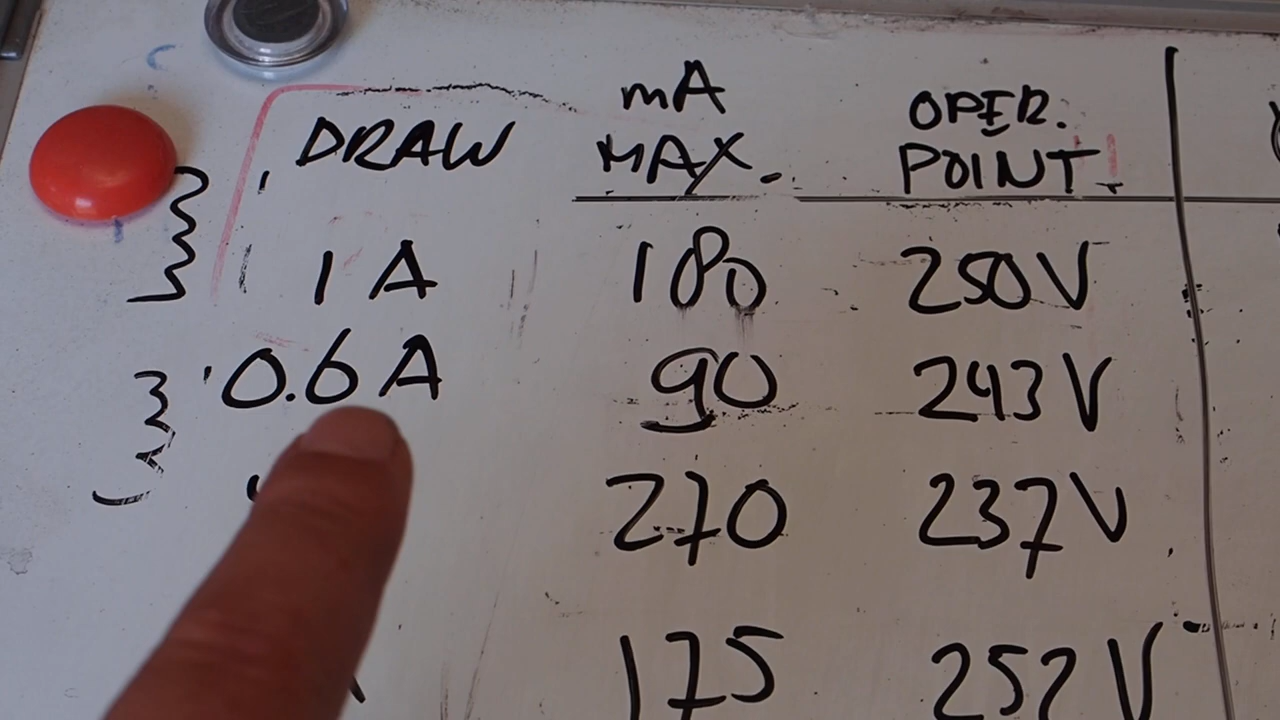 DRAW mA MAX. OPER. POINT.
1 A 180 250V
0.6 A 90 243V
270 237V
175 252V